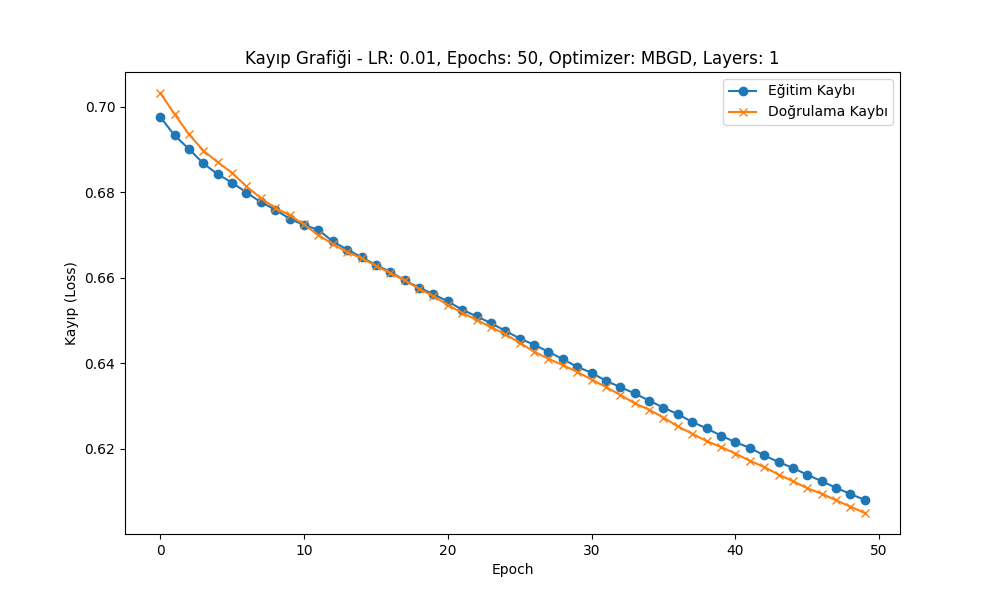 Kayıp Grafiği - LR: 0.01, Epochs: 50, Optimizer: MBGD, Layers: 1
Eğitim Kaybı
Doğrulama Kaybı
Kayıp (Loss)
0.70
0.68
0.66
0.64
0.62
0
10
20
30
40
50
Epoch